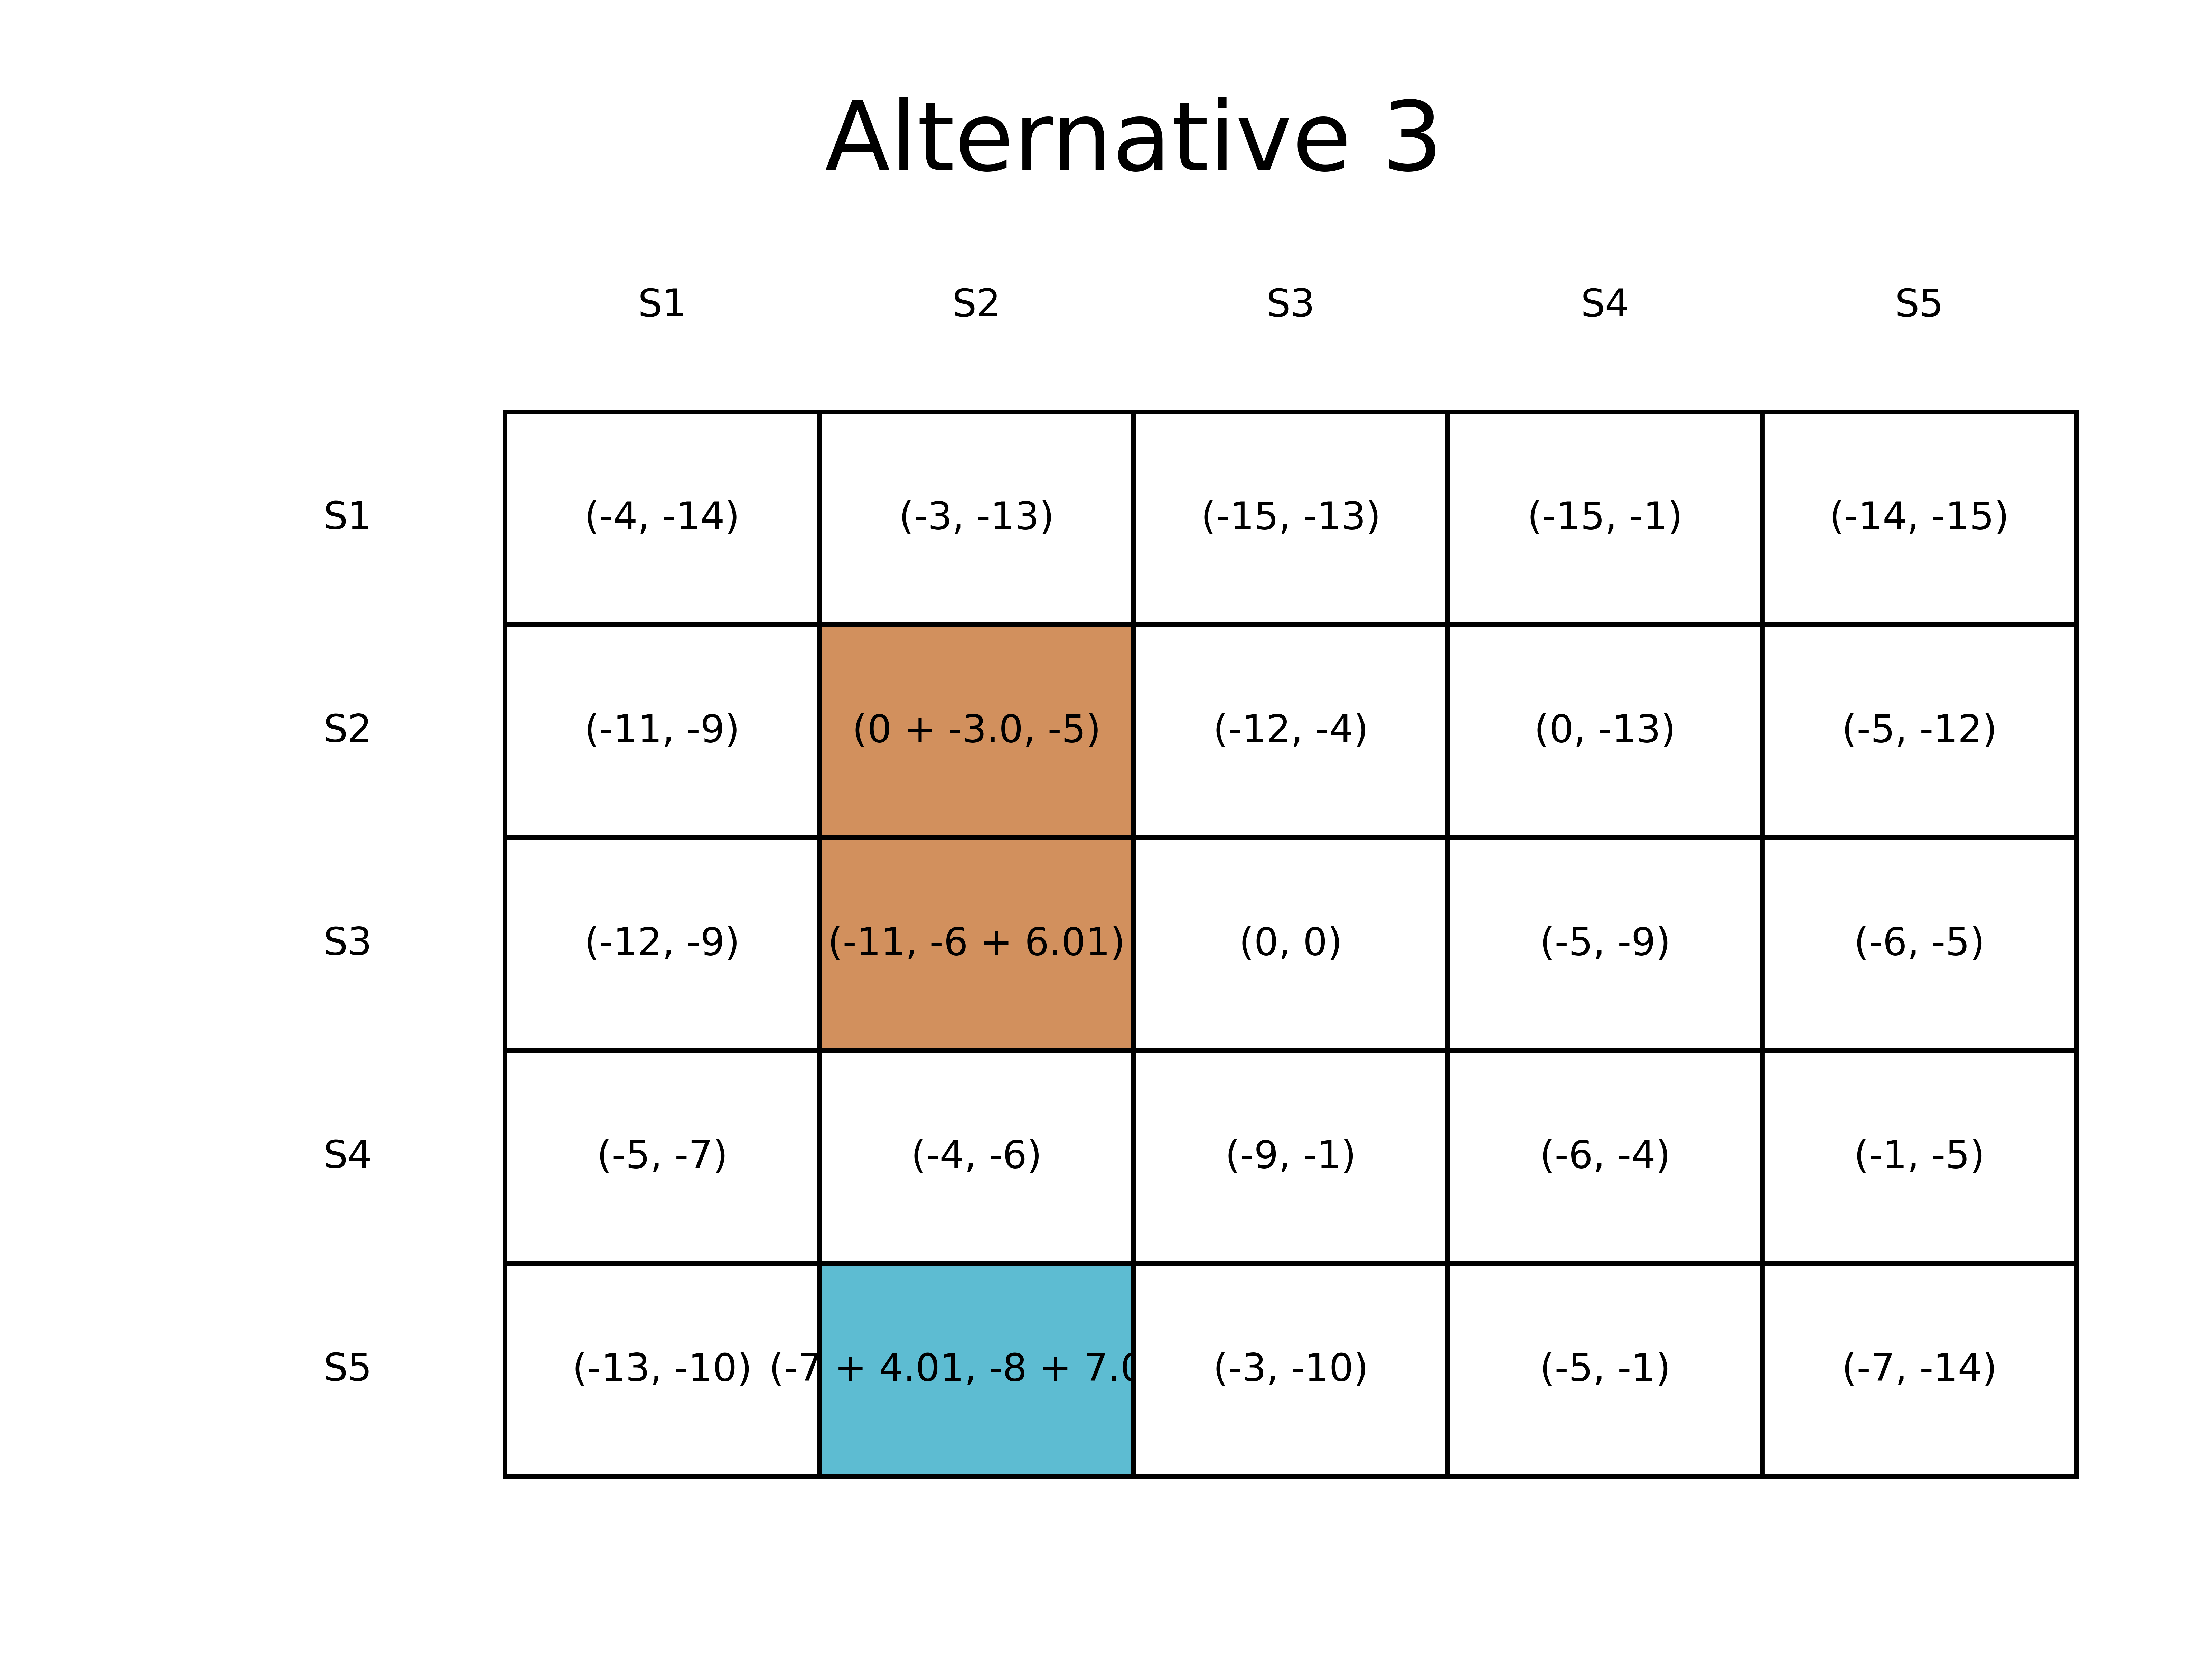 Alternative 3
S1 S2 S3 S4 S5
S1 (-4, -14) (-3, -13) (-15, -13) (-15, -1) (-14, -15)
S2 (-11, -9) (0 + -3.0, -5) (-12, -4) (0, -13) (-5, -12)
S3 (-12, -9) (-11, -6 + 6.01) (0, 0) (-5, -9) (-6, -5)
S4 (-5, -7) (-4, -6) (-9, -1) (-6, -4) (-1, -5)
S5 (-13, -10) (-7 + 4.01, -8 + (-3, -10) (-5, -1) (-7, -14)